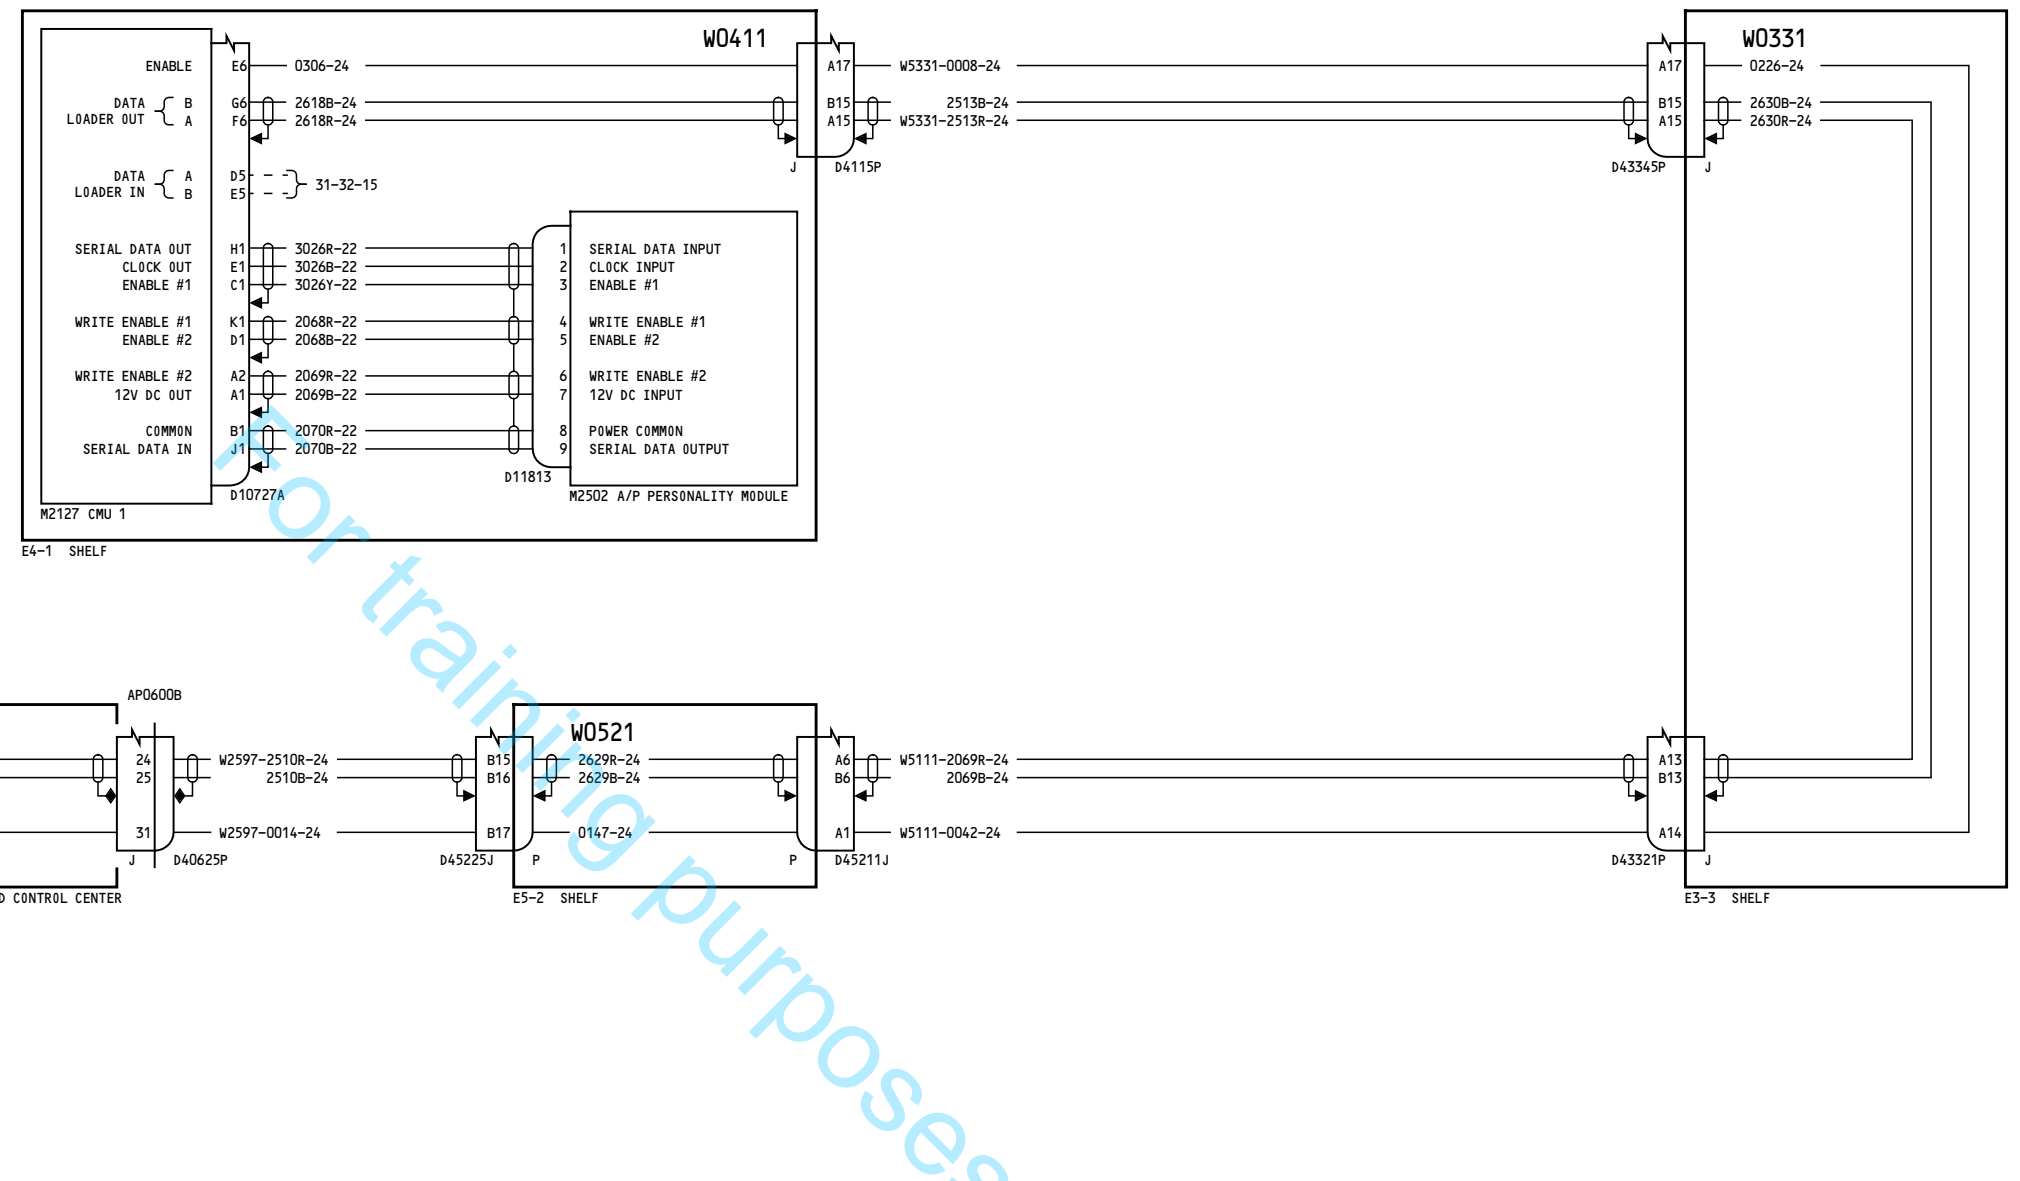 W0411
W0331
ENABLE E6 0306-24 A17 W5331-0008-24 A17 0226-24
DATA LOADER OUT
B G6 2618B-24 B15 2513B-24 B15 2630B-24
A F6 2618R-24 A15 W5331-2513R-24 A15 2630R-24
J D4115P D43345P J
DATA LOADER IN
A D5
B E5
31-32-15
SERIAL DATA OUT H1 3026R-22 1 SERIAL DATA INPUT
CLOCK OUT E1 3026B-22 2 CLOCK INPUT
ENABLE #1 C1 3026Y-22 3 ENABLE #1
WRITE ENABLE #1 K1 2068R-22 4 WRITE ENABLE #1
ENABLE #2 D1 2068B-22 5 ENABLE #2
WRITE ENABLE #2 A2 2069R-22 6 WRITE ENABLE #2
12V DC OUT A1 2069B-22 7 12V DC INPUT
COMMON B1 2070R-22 8 POWER COMMON
SERIAL DATA IN J1 2070B-22 9 SERIAL DATA OUTPUT
D11813
D10727A
M2502 A/P PERSONALITY MODULE
M2127 CMU 1
E4-1 SHELF
For training purposes
AP0600B
W0521
24 W2597-2510R-24 B15 2629R-24 A6 W5111-2069R-24 A13
25 2510B-24 B16 2629B-24 B6 2069B-24 B13
31 W2597-0014-24 B17 0147-24 A1 W5111-0042-24 A14
J D40625P D45225J P P D45211J D43321P J
D CONTROL CENTER
E5-2 SHELF
E3-3 SHELF